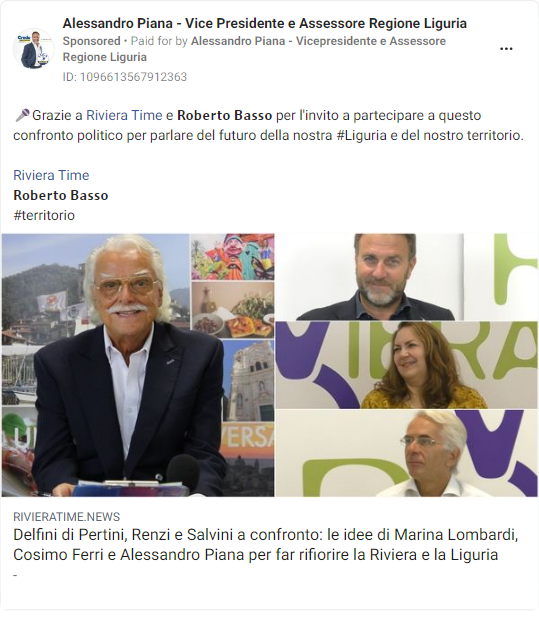 Alessandro Piana - Vice Presidente e Assessore Regione Liguria
Sponsored • Paid for by Alessandro Piana - Vicepresidente e Assessore
Regione Liguria
ID: 1096613567912363
🎤Grazie a Riviera Time e Roberto Basso per l'invito a partecipare a questo
confronto politico per parlare del futuro della nostra #Liguria e del nostro territorio.
Riviera Time
Roberto Basso
#territorio
RIVIERATIME.NEWS
Delfini di Pertini, Renzi e Salvini a confronto: le idee di Marina Lombardi,
Cosimo Ferri e Alessandro Piana per far rifiorire la Riviera e la Liguria
-